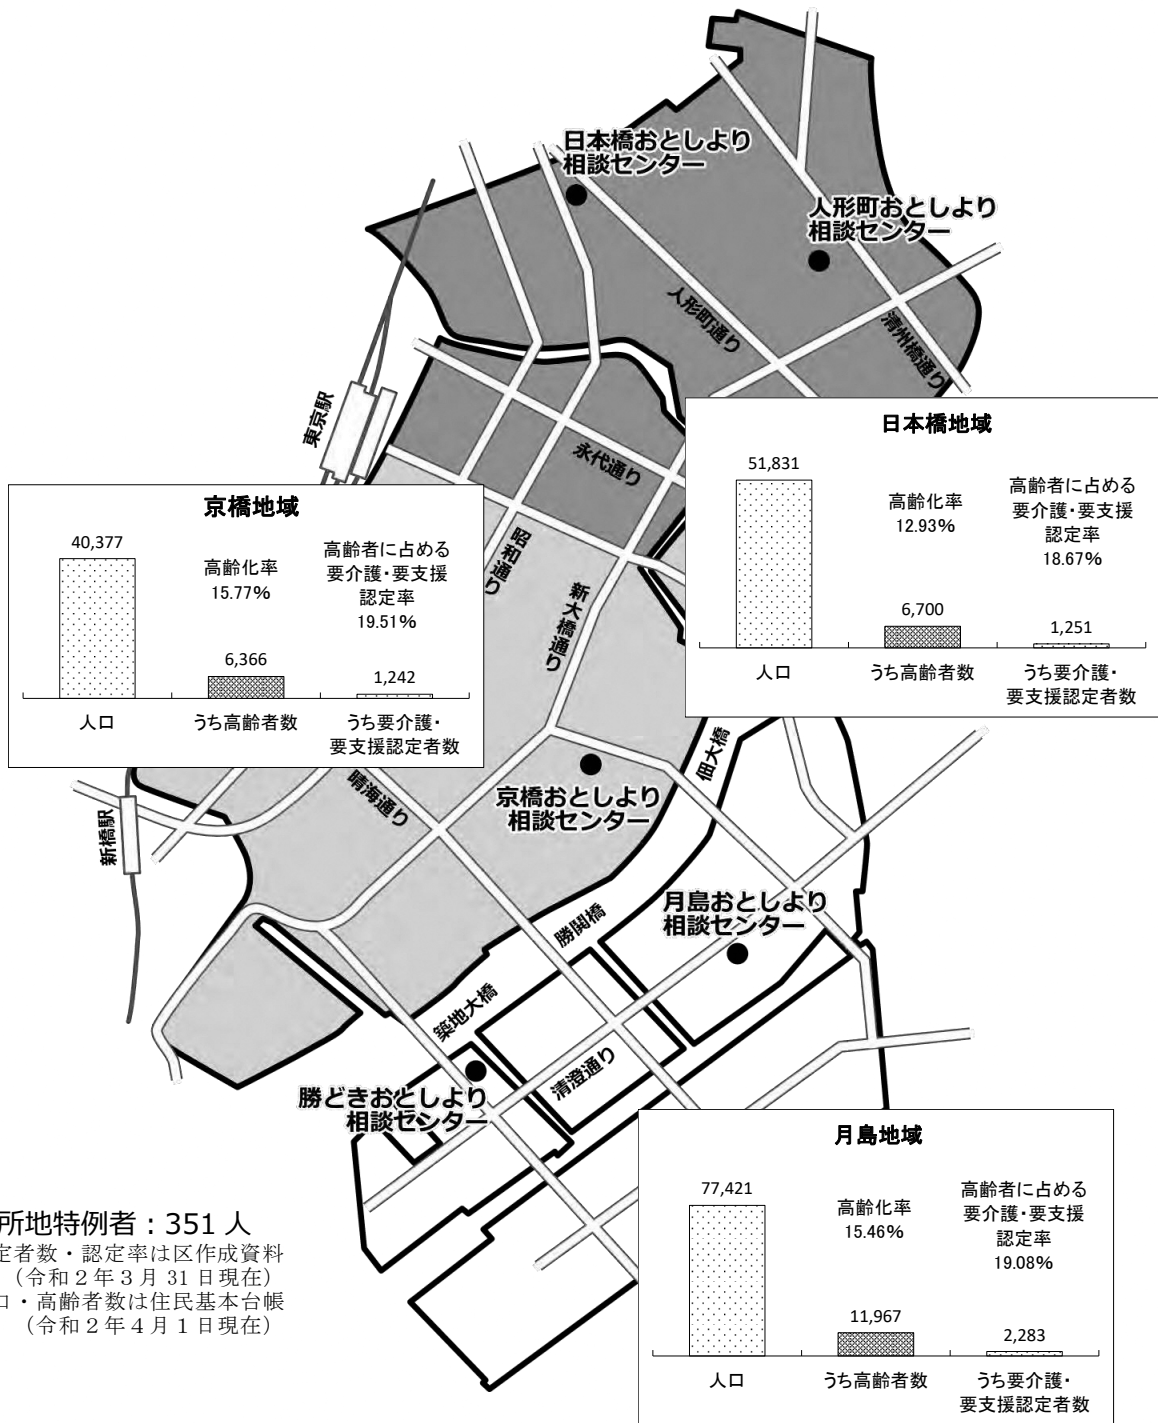 日本橋おとしより
相談センター
人形町おとしより
相談センター
人形町通り
清州橋通り
東京駅
永代通り
日本橋地域
51,831
高齢化率
12.93%
高齢者に占める
要介護・要支援
認定率
18.67%
6,700
1,251
人口
うち高齢者数
うち要介護・
要支援認定者数
京橋地域
40,377
高齢化率
15.77%
高齢者に占める
要介護・要支援
認定率
19.51%
6,366
1,242
人口
うち高齢者数
うち要介護・
要支援認定者数
昭和通り
新大橋通り
佃大橋
晴海通り
新橋駅
京橋おとしより
相談センター
月島おとしより
相談センター
勝鬨橋
築地大橋
清澄通り
勝どきおとしより
相談センター
月島地域
77,421
高齢化率
15.46%
高齢者に占める
要介護・要支援
認定率
19.08%
11,967
2,283
人口
うち高齢者数
うち要介護・
要支援認定者数
所地特例者：351 人
定者数・認定率は区作成資料
（令和２年３月 31 日現在）
口・高齢者数は住民基本台帳
（令和２年４月１日現在）